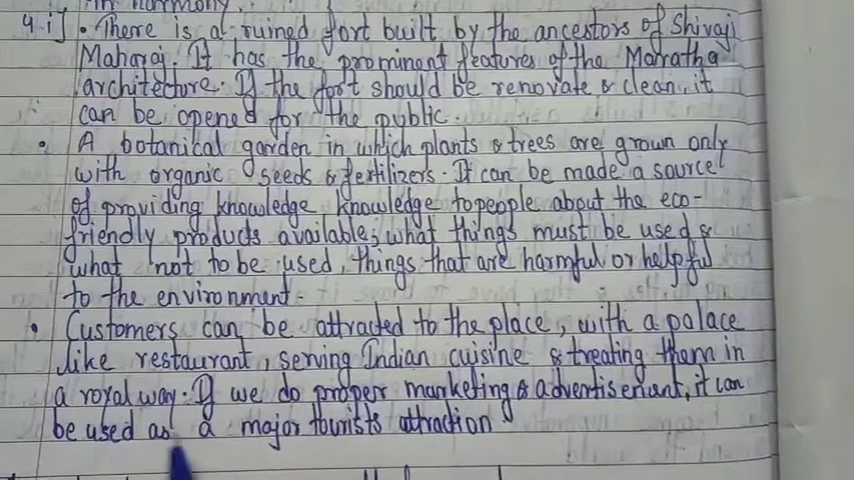 in harmony.
4.i] • There is a ruined fort built by the ancestors of Shivaji
Maharaj. It has the prominent features of the Maratha
architecture. If the fort should be renovate & clean, it
can be opened for the public.
• A botanical garden in which plants & trees are grown only
with organic seeds & fertilizers. It can be made a source
of providing knowledge knowledge to people about the eco-
friendly products available; what things must be used &
what not to be used, things that are harmful or helpful
to the environment.
• Customers can be attracted to the place, with a palace
like restaurant, serving Indian cuisine & treating them in
a royal way. If we do proper marketing & advertisement, it can
be used as a major tourists attraction